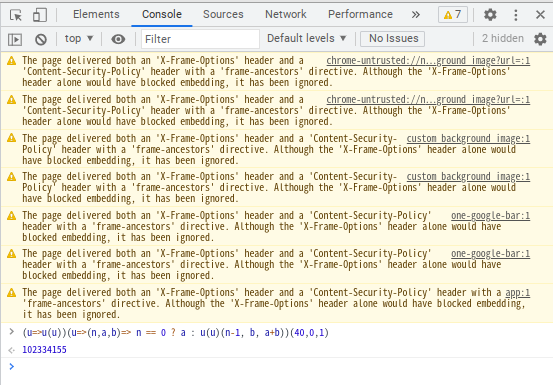 Elements Console Sources Network Performance » 7
top ▼ Filter Default levels ▼ No Issues 2 hidden
The page delivered both an 'X-Frame-Options' header and a chrome-untrusted://n…ground_image?url=:1
'Content-Security-Policy' header with a 'frame-ancestors' directive. Although the 'X-Frame-Options'
header alone would have blocked embedding, it has been ignored.
The page delivered both an 'X-Frame-Options' header and a chrome-untrusted://n…ground_image?url=:1
'Content-Security-Policy' header with a 'frame-ancestors' directive. Although the 'X-Frame-Options'
header alone would have blocked embedding, it has been ignored.
The page delivered both an 'X-Frame-Options' header and a 'Content-Security- custom_background_image:1
Policy' header with a 'frame-ancestors' directive. Although the 'X-Frame-Options' header alone would
have blocked embedding, it has been ignored.
The page delivered both an 'X-Frame-Options' header and a 'Content-Security- custom_background_image:1
Policy' header with a 'frame-ancestors' directive. Although the 'X-Frame-Options' header alone would
have blocked embedding, it has been ignored.
The page delivered both an 'X-Frame-Options' header and a 'Content-Security-Policy' one-google-bar:1
header with a 'frame-ancestors' directive. Although the 'X-Frame-Options' header alone would have
blocked embedding, it has been ignored.
The page delivered both an 'X-Frame-Options' header and a 'Content-Security-Policy' one-google-bar:1
header with a 'frame-ancestors' directive. Although the 'X-Frame-Options' header alone would have
blocked embedding, it has been ignored.
The page delivered both an 'X-Frame-Options' header and a 'Content-Security-Policy' header with a app:1
'frame-ancestors' directive. Although the 'X-Frame-Options' header alone would have blocked embedding,
it has been ignored.
> (u=>u(u))(u=>(n,a,b)=> n == 0 ? a : u(u)(n-1, b, a+b))(40,0,1)
102334155
>